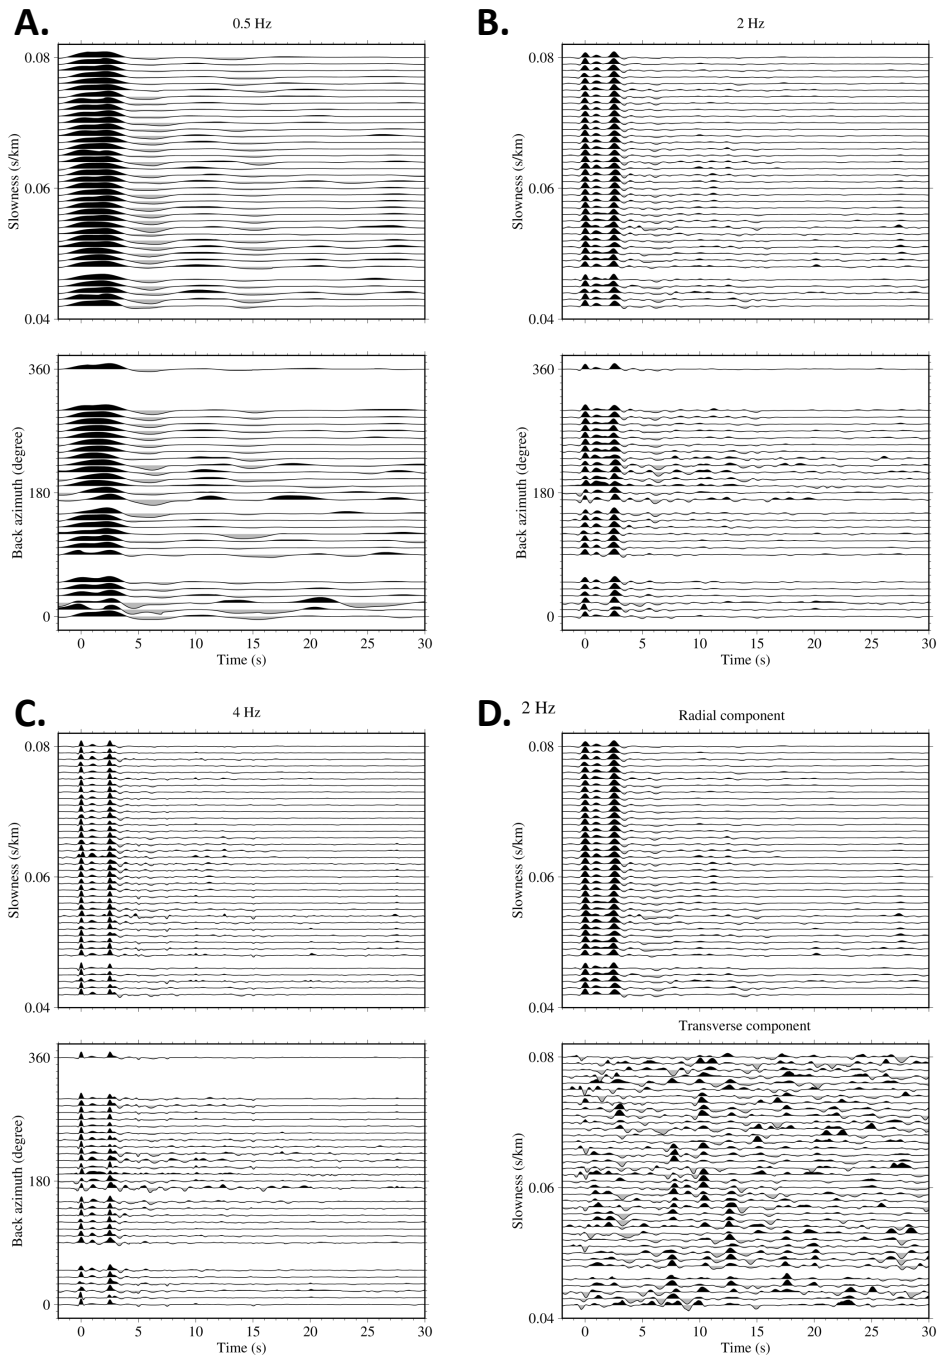 A.
0.5 Hz
0.08
0.06
0.04
Slowness (s/km)
360
180
0
Back azimuth (degree)
0 5 10 15 20 25 30
Time (s)
B.
2 Hz
0.08
0.06
0.04
Slowness (s/km)
360
180
0
Back azimuth (degree)
0 5 10 15 20 25 30
Time (s)
C.
4 Hz
0.08
0.06
0.04
Slowness (s/km)
360
180
0
Back azimuth (degree)
0 5 10 15 20 25 30
Time (s)
D. 2 Hz
Radial component
0.08
0.06
0.04
Slowness (s/km)
Transverse component
0.08
0.06
0.04
Slowness (s/km)
0 5 10 15 20 25 30
Time (s)